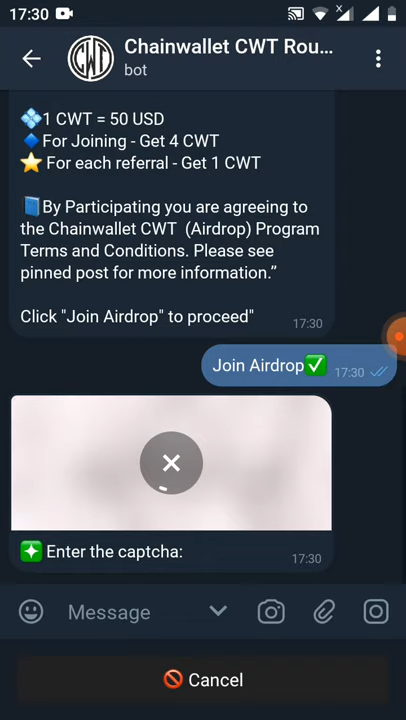 17:30
Chainwallet CWT Rou...
bot
1 CWT = 50 USD
For Joining - Get 4 CWT
For each referral - Get 1 CWT
By Participating you are agreeing to
the Chainwallet CWT (Airdrop) Program
Terms and Conditions. Please see
pinned post for more information.”
Click "Join Airdrop" to proceed"
17:30
Join Airdrop✅ 17:30
Enter the captcha:
17:30
Message
Cancel